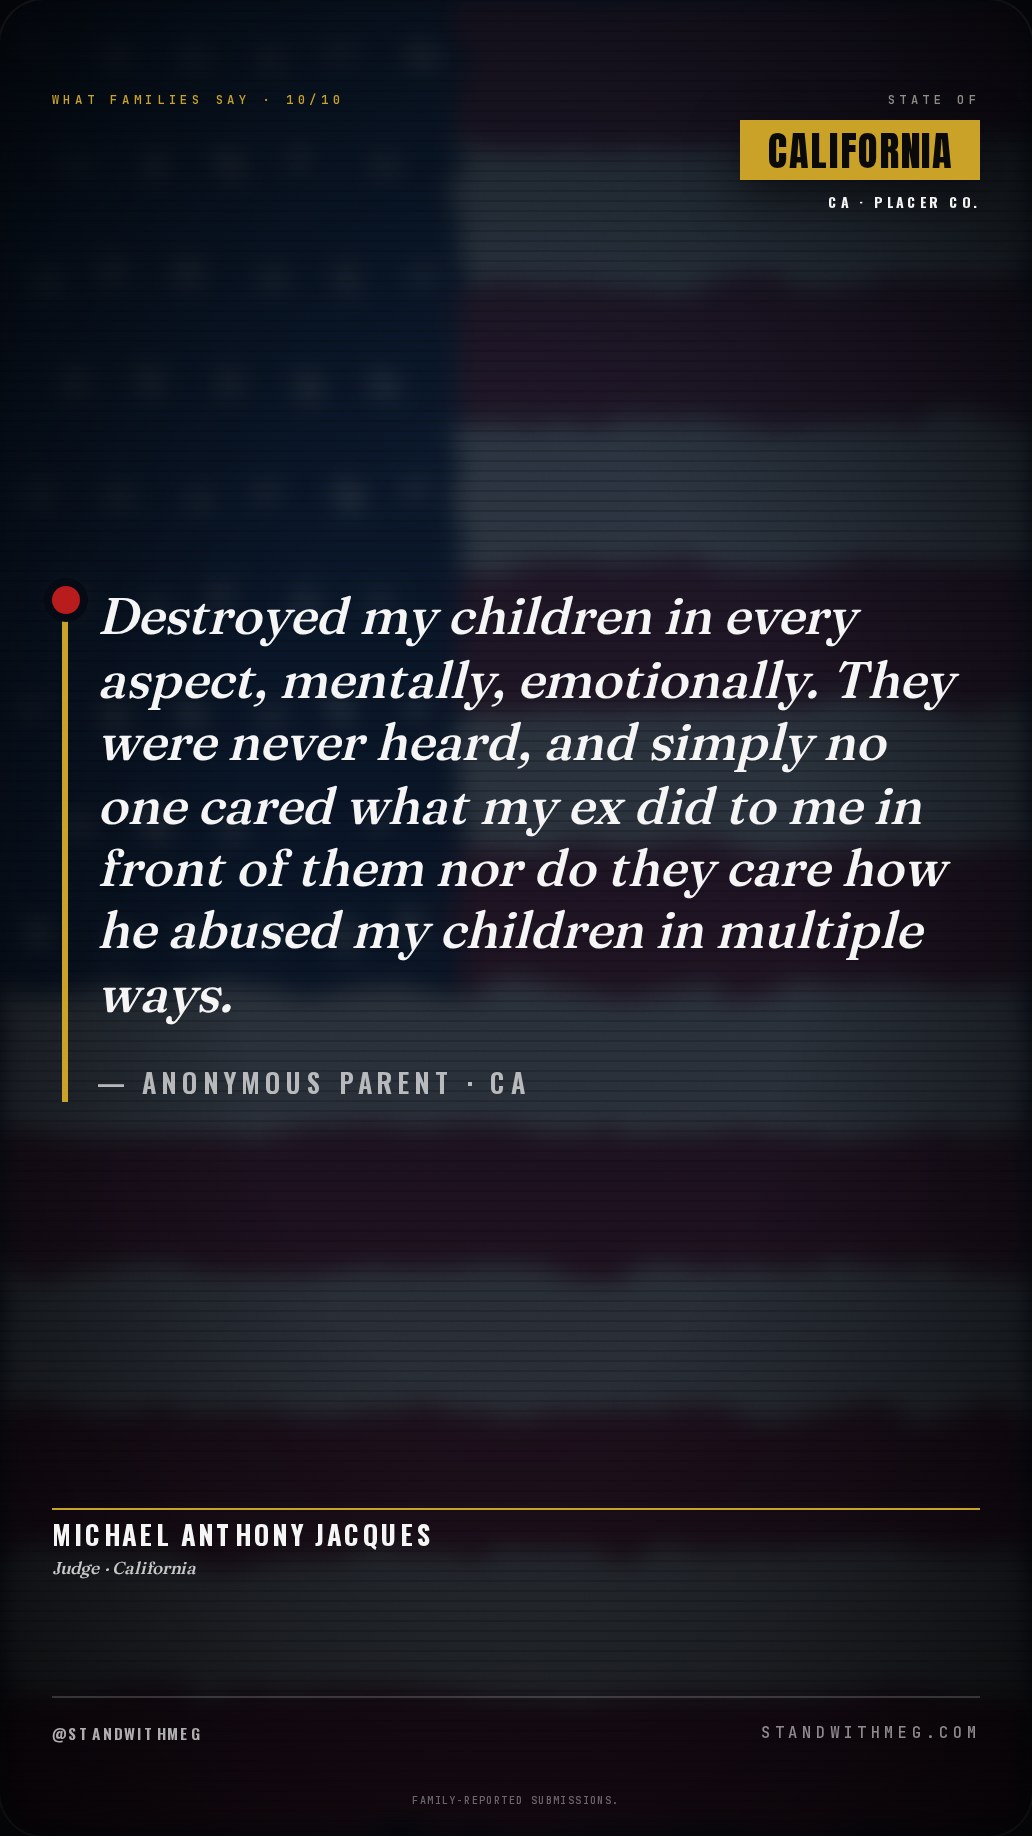 WHAT FAMILIES SAY · 10/10
STATE OF
CALIFORNIA
CA · PLACER CO.
Destroyed my children in every
aspect, mentally, emotionally. They
were never heard, and simply no
one cared what my ex did to me in
front of them nor do they care how
he abused my children in multiple
ways.
— ANONYMOUS PARENT · CA
MICHAEL ANTHONY JACQUES
Judge · California
@STANDWITHMEG
STANDWITHMEG.COM
FAMILY-REPORTED SUBMISSIONS.